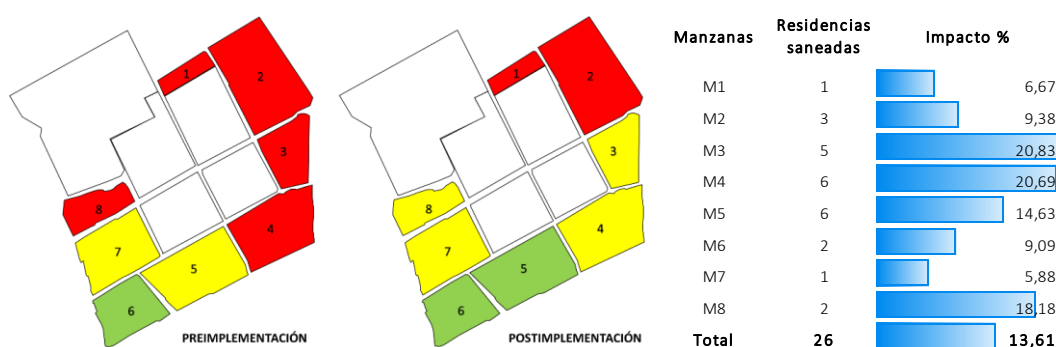 1
2
3
8
4
7
5
6
PREIMPLEMENTACIÓN
1
2
3
8
4
7
5
6
POSTIMPLEMENTACIÓN
Manzanas Residencias saneadas Impacto %
M1 1 6,67
M2 3 9,38
M3 5 20,83
M4 6 20,69
M5 6 14,63
M6 2 9,09
M7 1 5,88
M8 2 18,18
Total 26 13,61